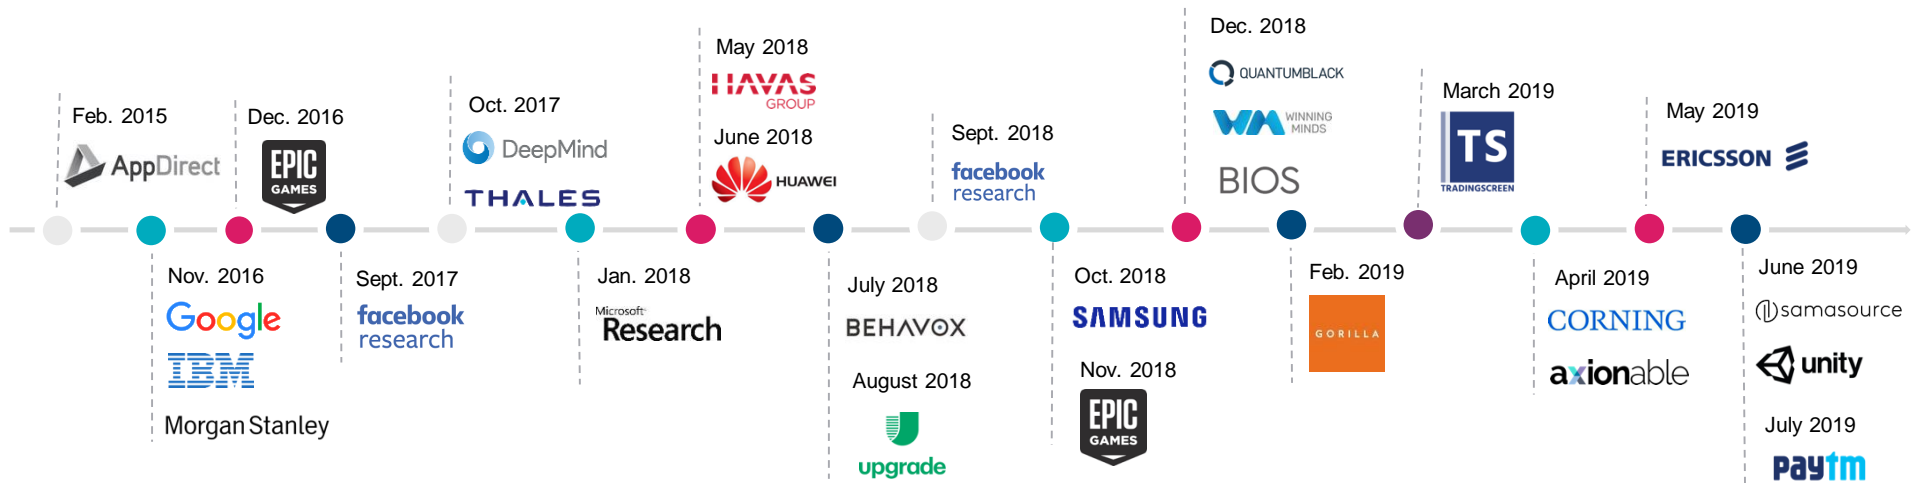 Feb. 2015
AppDirect
Nov. 2016
Google
IBM
Morgan Stanley
Dec. 2016
EPIC
GAMES
Sept. 2017
facebook
research
Oct. 2017
DeepMind
THALES
Jan. 2018
Microsoft
Research
May 2018
HAVAS
GROUP
June 2018
HUAWEI
July 2018
BEHAVOX
August 2018
upgrade
Sept. 2018
facebook
research
Oct. 2018
SAMSUNG
Nov. 2018
EPIC
GAMES
Dec. 2018
QUANTUMBLACK
WM WINNING
MINDS
BIOS
Feb. 2019
GORILLA
March 2019
TS
TRADINGSCREEN
April 2019
CORNING
axionable
May 2019
ERICSSON
June 2019
samasource
unity
July 2019
paytm